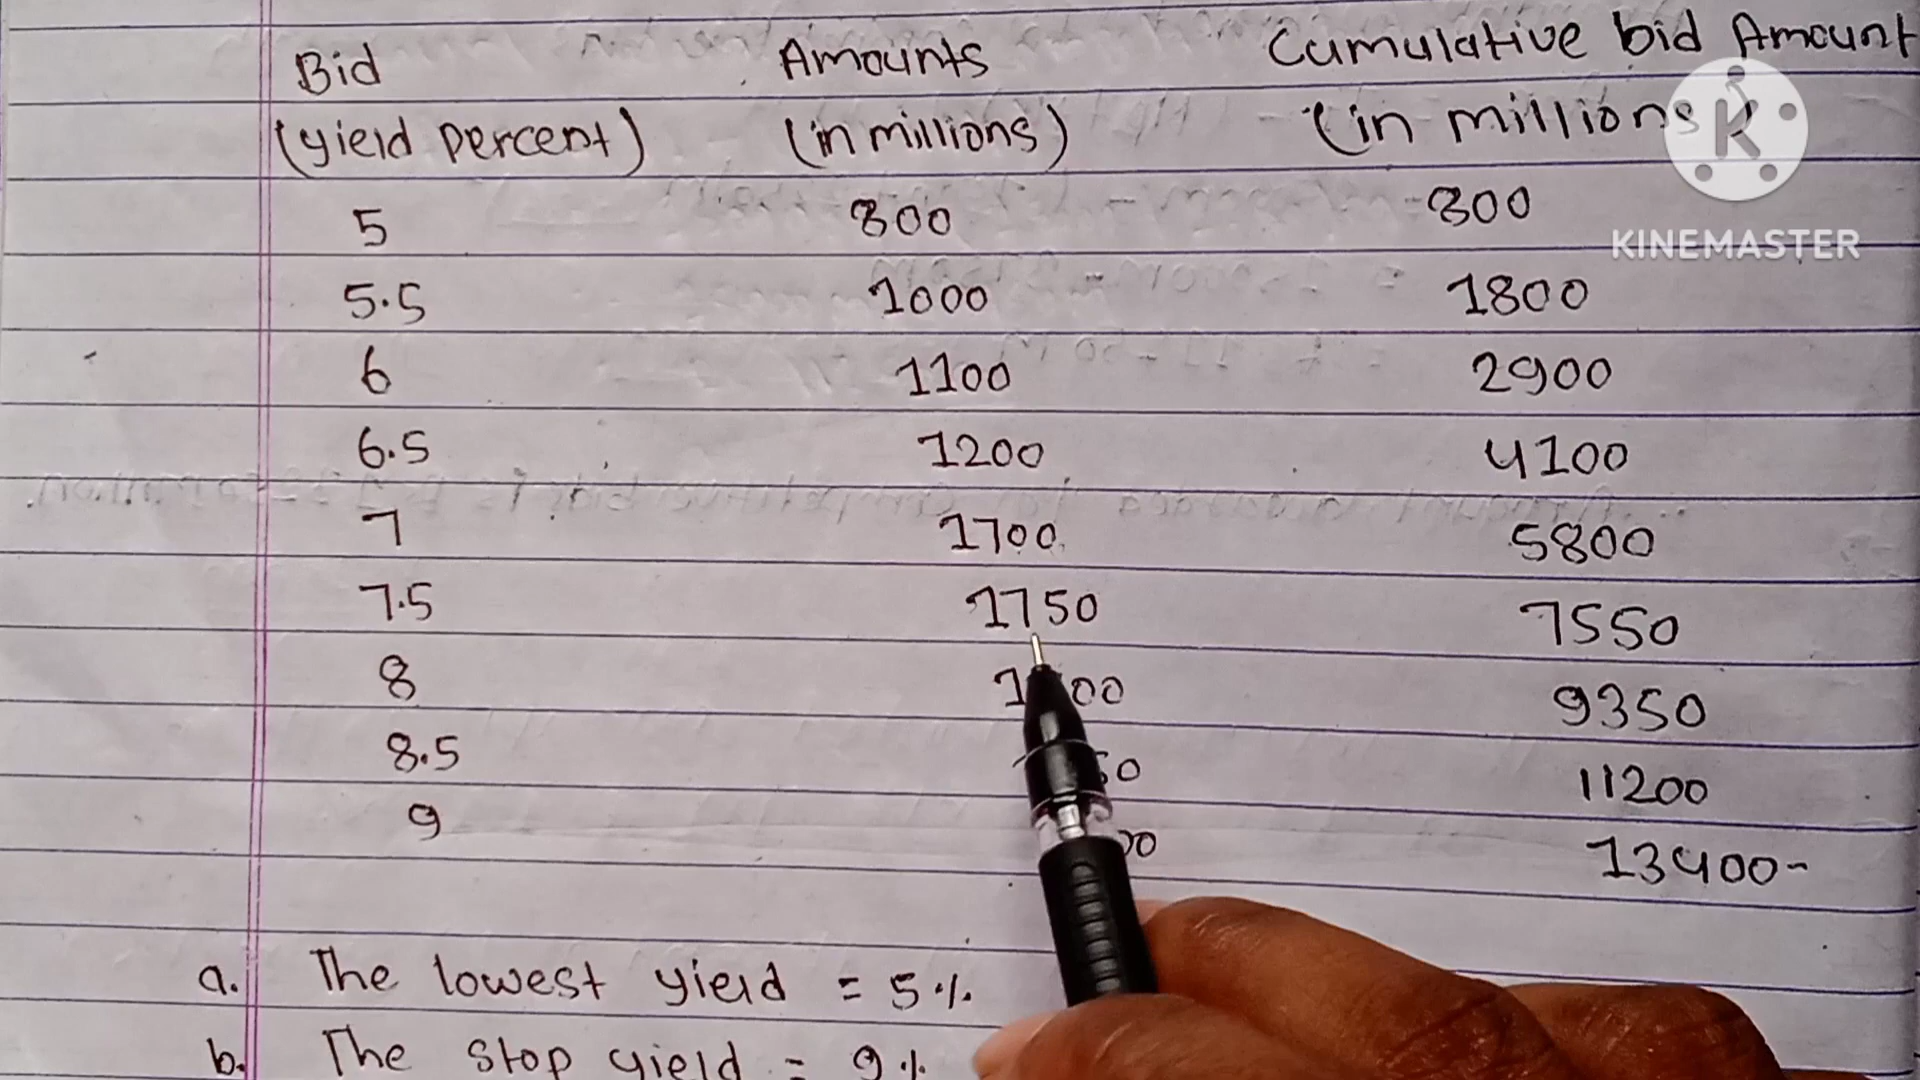 Bid Amounts Cumulative bid Amount
(yield percent) (in millions) (in millions)
5 800 800
5.5 1000 1800
6 1100 2900
6.5 1200 4100
7 1700 5800
7.5 1750 7550
8 9350
8.5 11200
9 13400-
a. The lowest yield = 5%
b. The stop yield = 9%
K
KINEMASTER